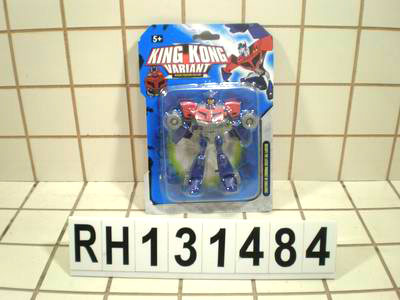 5+
KING KONG
VARIANT
RH131484